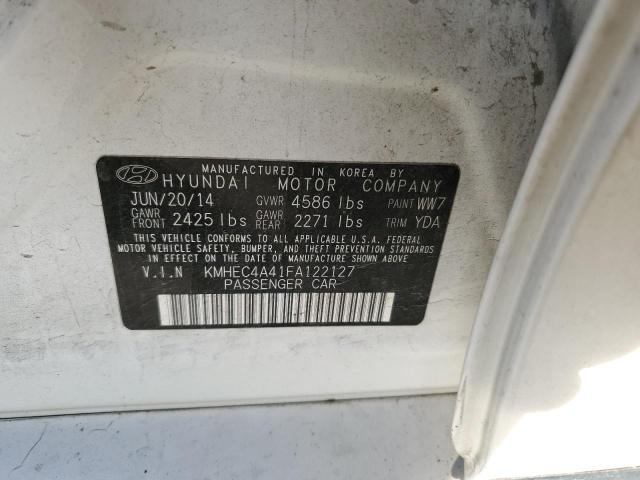 MANUFACTURED IN KOREA BY
HYUNDAI MOTOR COMPANY
JUN/20/14 GVWR 4586 lbs PAINT WW7
GAWR FRONT 2425 lbs GAWR REAR 2271 lbs TRIM YDA
THIS VEHICLE CONFORMS TO ALL APPLICABLE U.S.A. FEDERAL
MOTOR VEHICLE SAFETY, BUMPER, AND THEFT PREVENTION STANDARDS
IN EFFECT ON THE DATE OF MANUFACTURE SHOWN ABOVE.
V.I.N KMHEC4A41FA122127
PASSENGER CAR